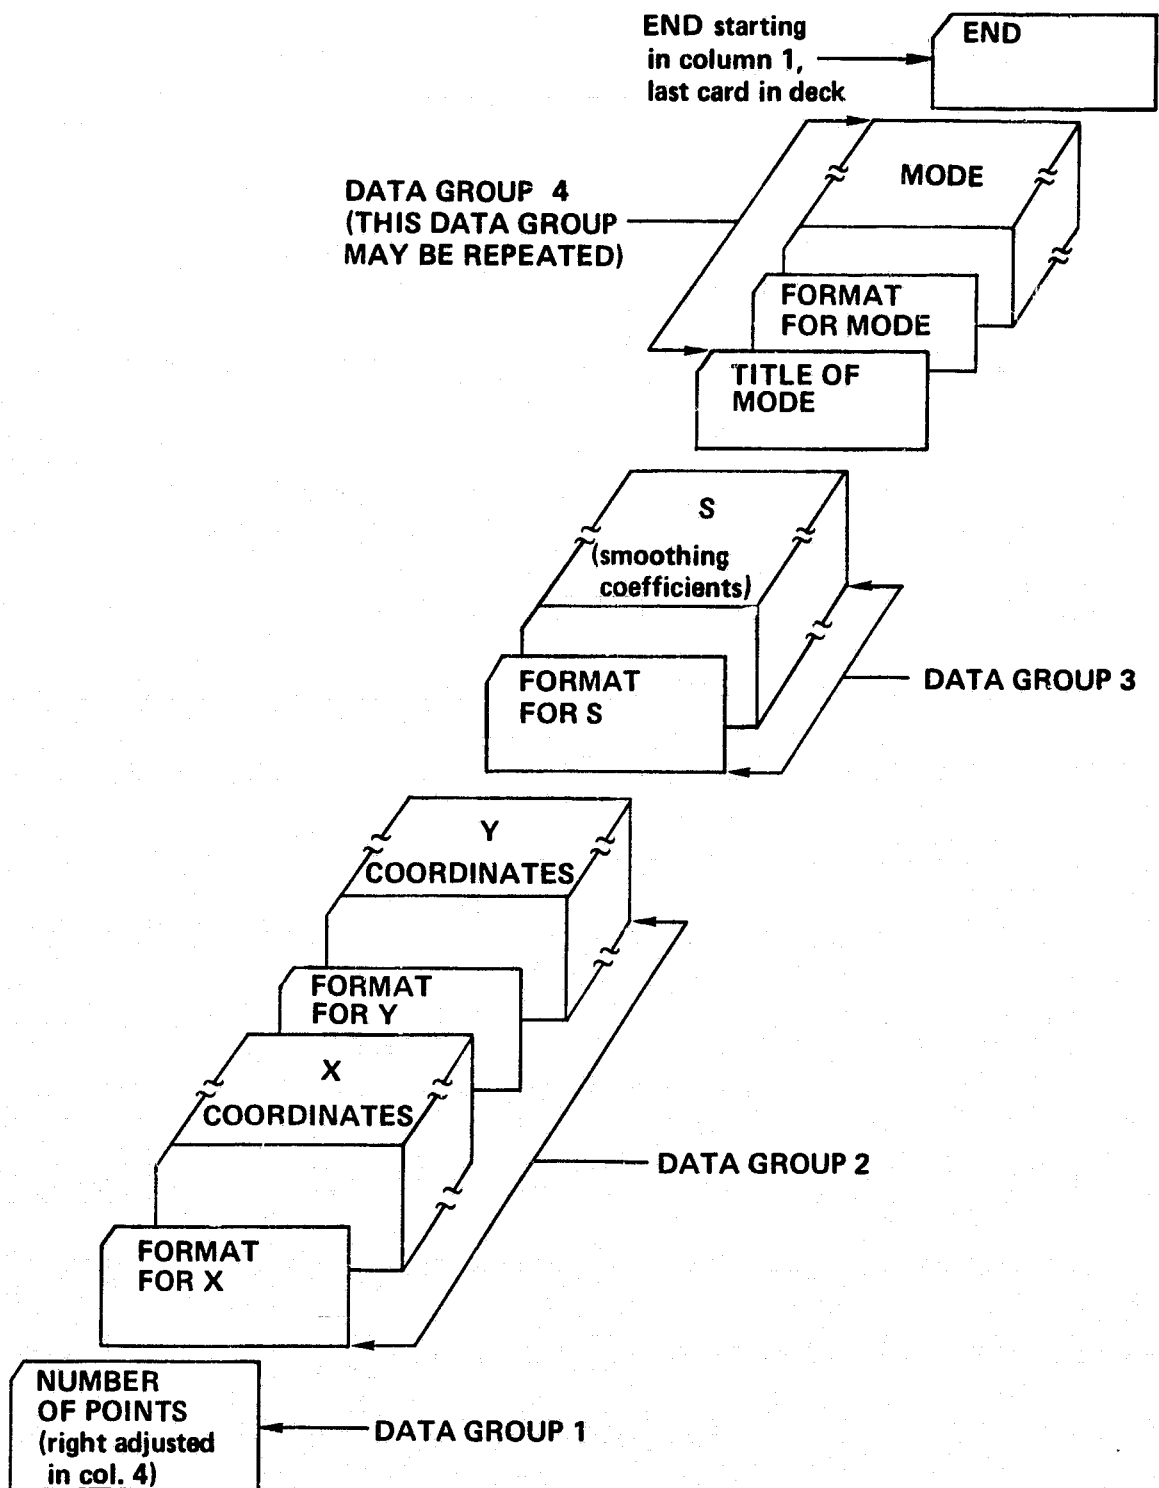 END starting
in column 1,
last card in deck
END
DATA GROUP 4
(THIS DATA GROUP
MAY BE REPEATED)
MODE
FORMAT
FOR MODE
TITLE OF
MODE
S
(smoothing
coefficients)
FORMAT
FOR S
DATA GROUP 3
Y
COORDINATES
FORMAT
FOR Y
X
COORDINATES
DATA GROUP 2
FORMAT
FOR X
NUMBER
OF POINTS
(right adjusted
in col. 4)
DATA GROUP 1